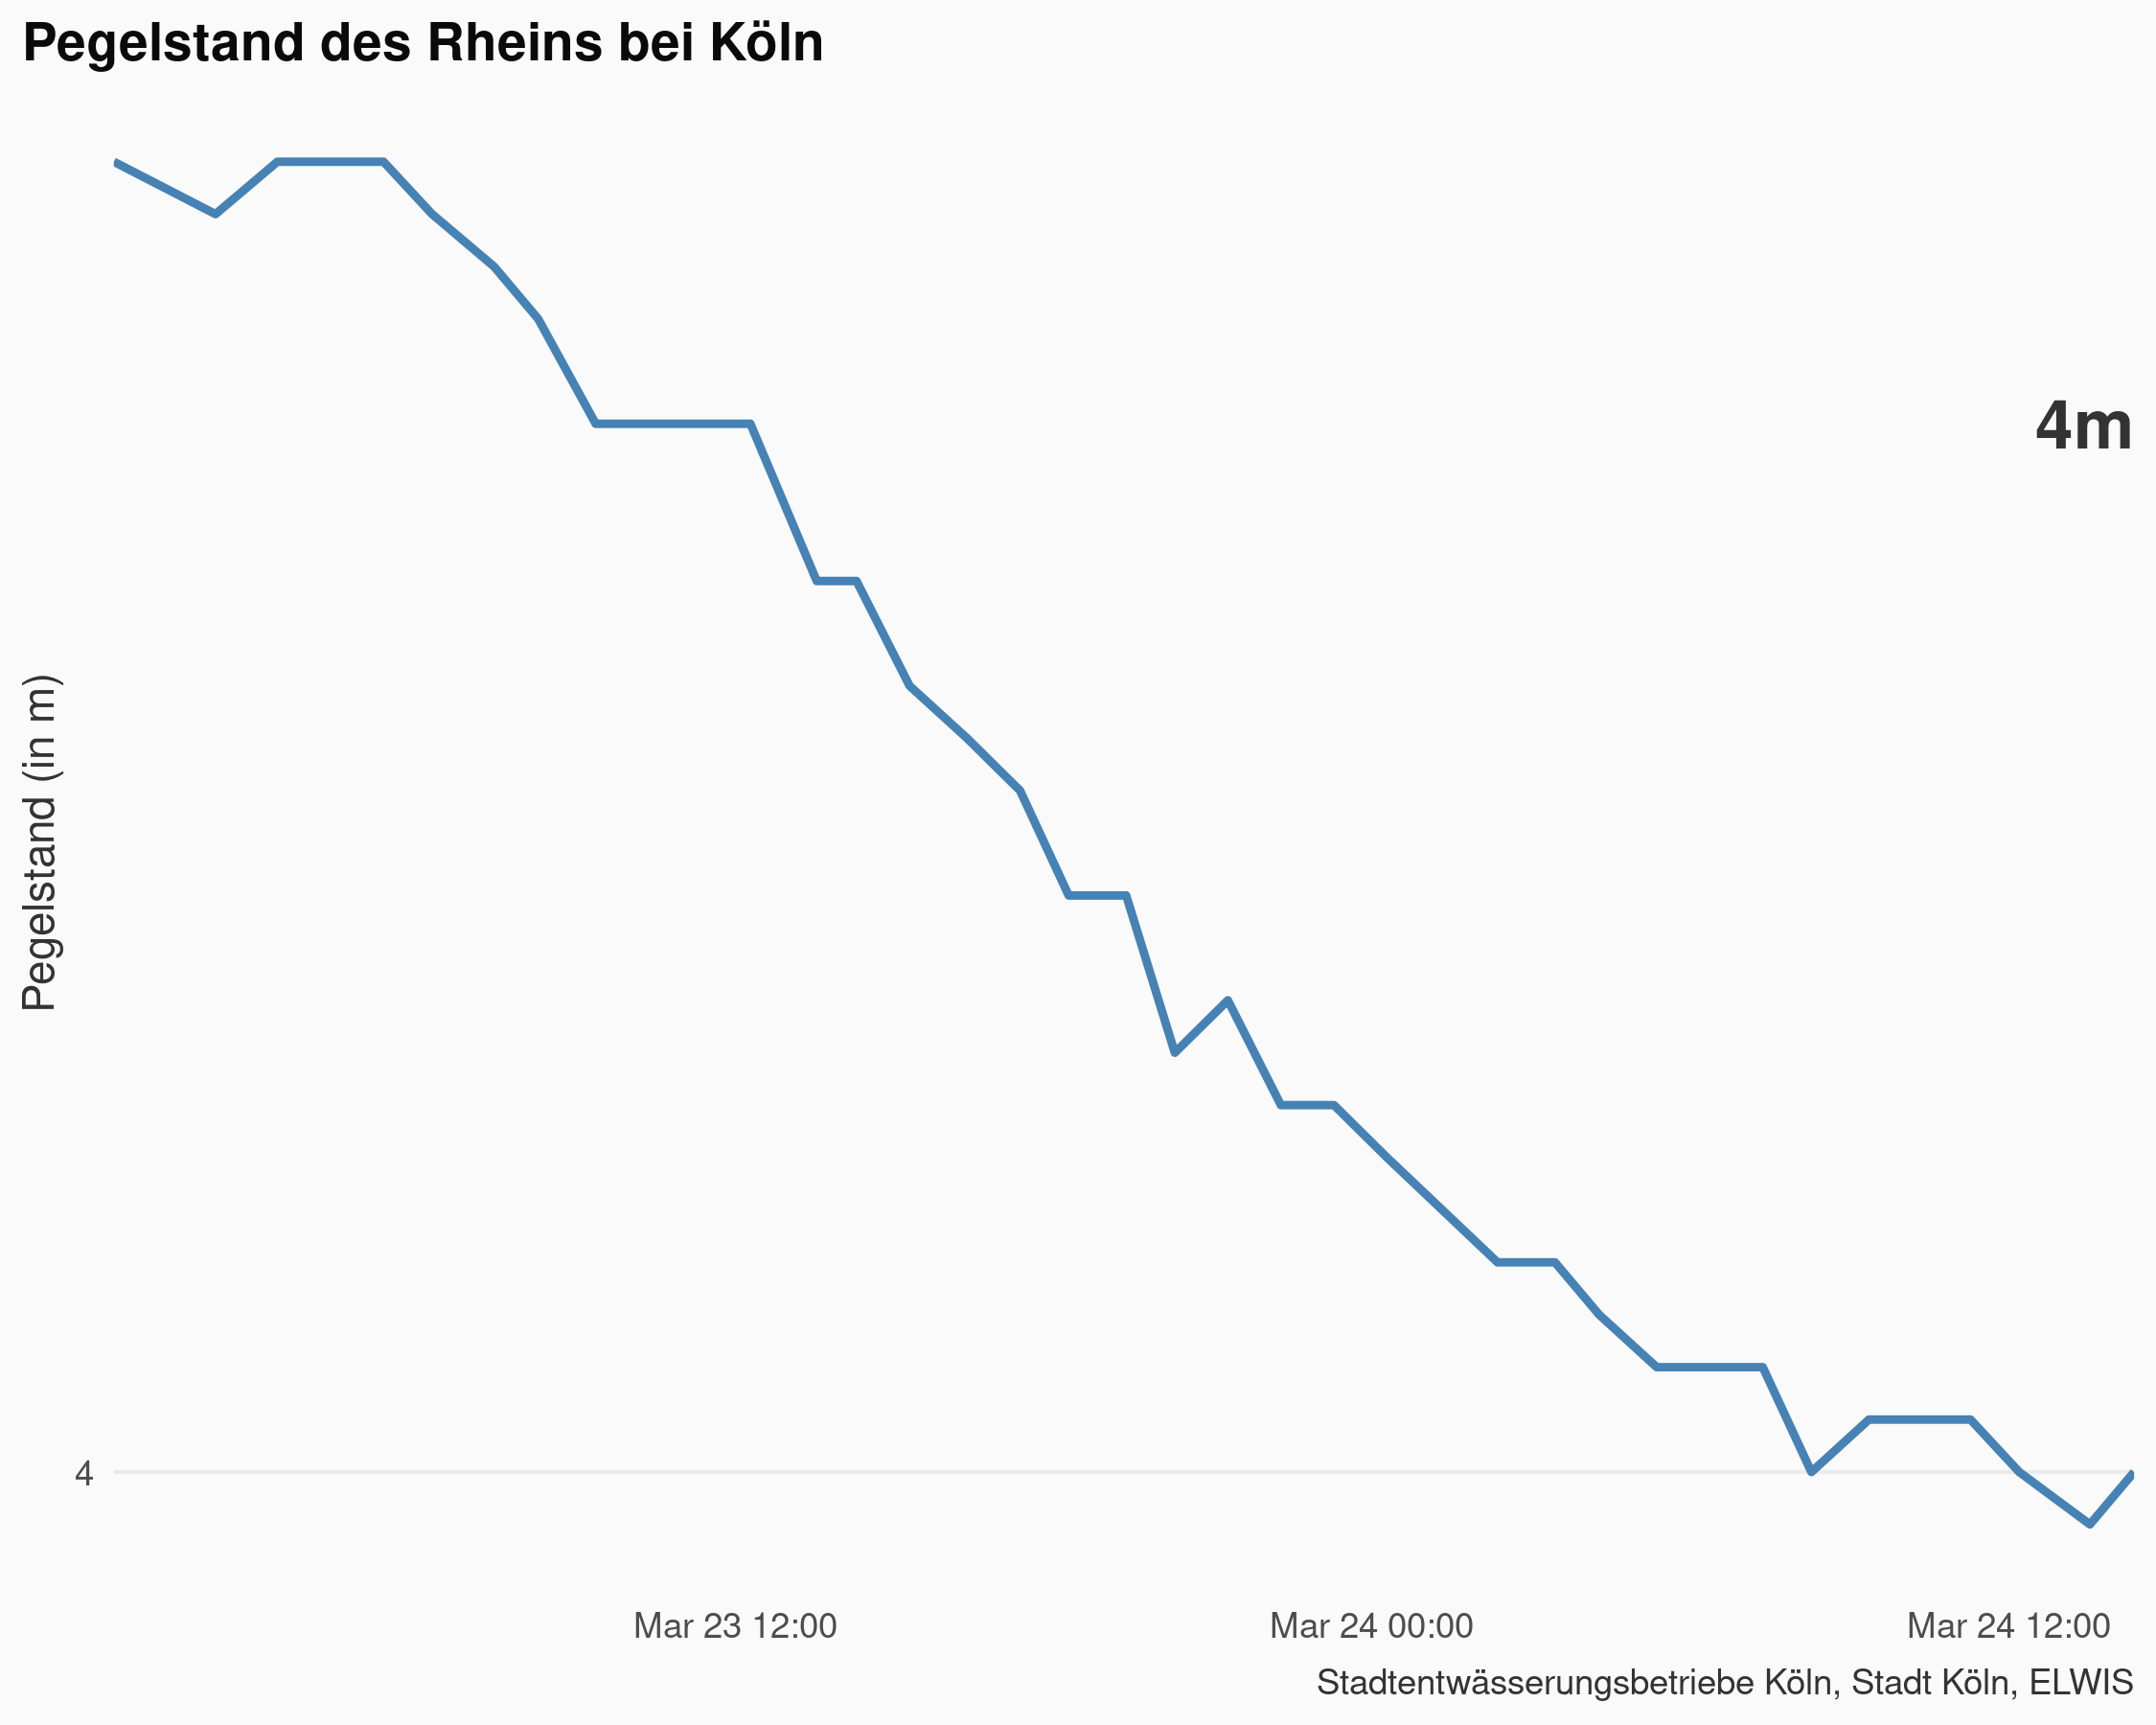 Pegelstand des Rheins bei Köln
4m
Pegelstand (in m)
4
Mar 23 12:00
Mar 24 00:00
Mar 24 12:00
Stadtentwässerungsbetriebe Köln, Stadt Köln, ELWIS